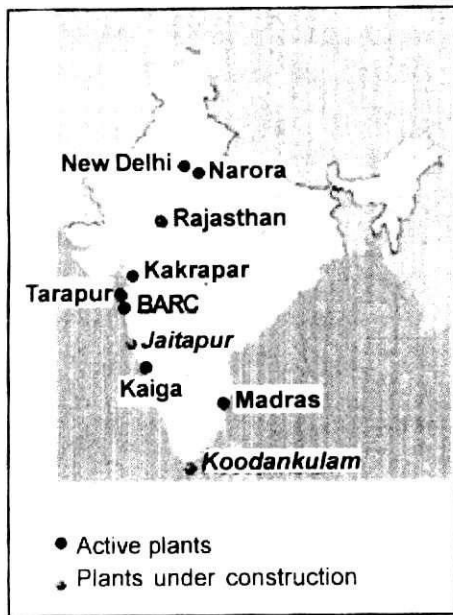 New Delhi
Narora
Rajasthan
Kakrapar
Tarapur
BARC
Jaitapur
Kaiga
Madras
Koodankulam
Active plants
Plants under construction